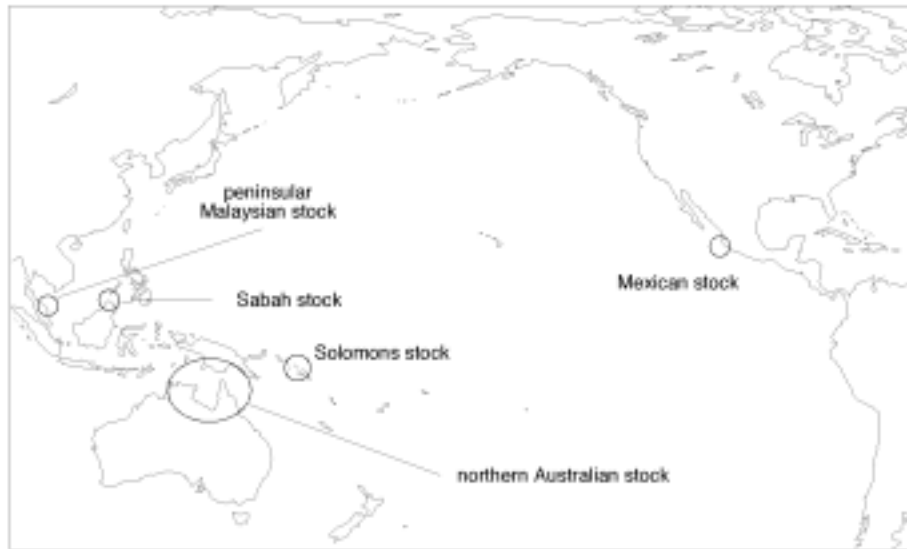 peninsular
Malaysian stock
Sabah stock
Mexican stock
Solomons stock
northern Australian stock